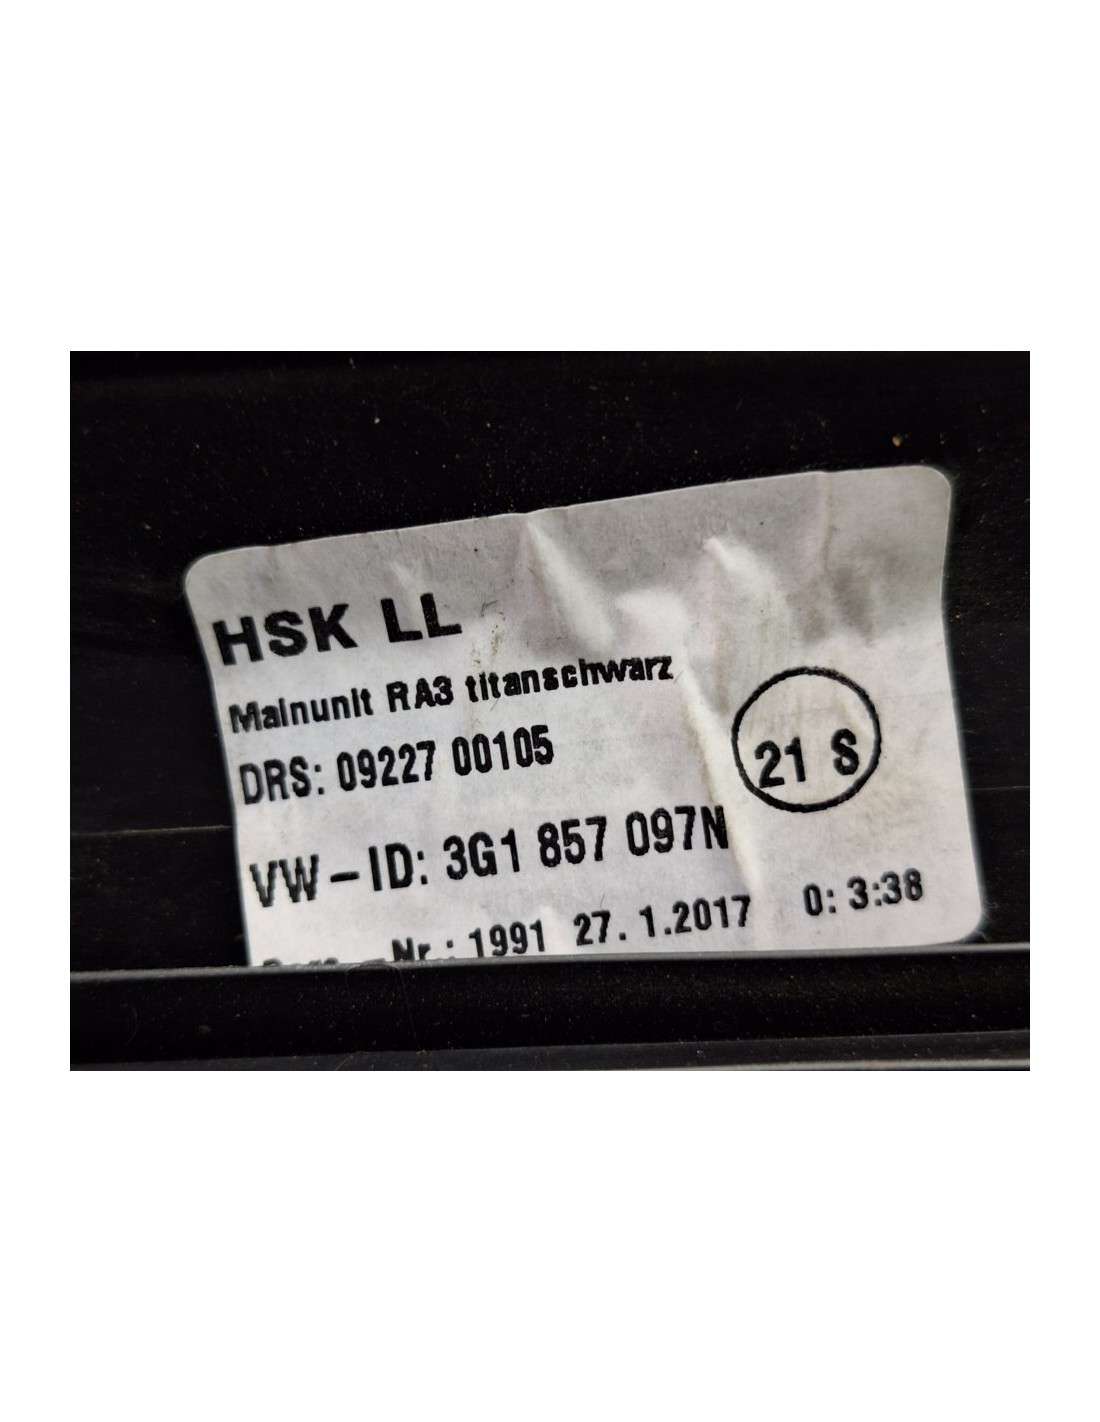 HSK LL
Mainunit RA3 titanschwarz
DRS: 09227 00105
21 S
VW-ID: 3G1 857 097N
Nr.: 1991 27. 1.2017 0: 3:38